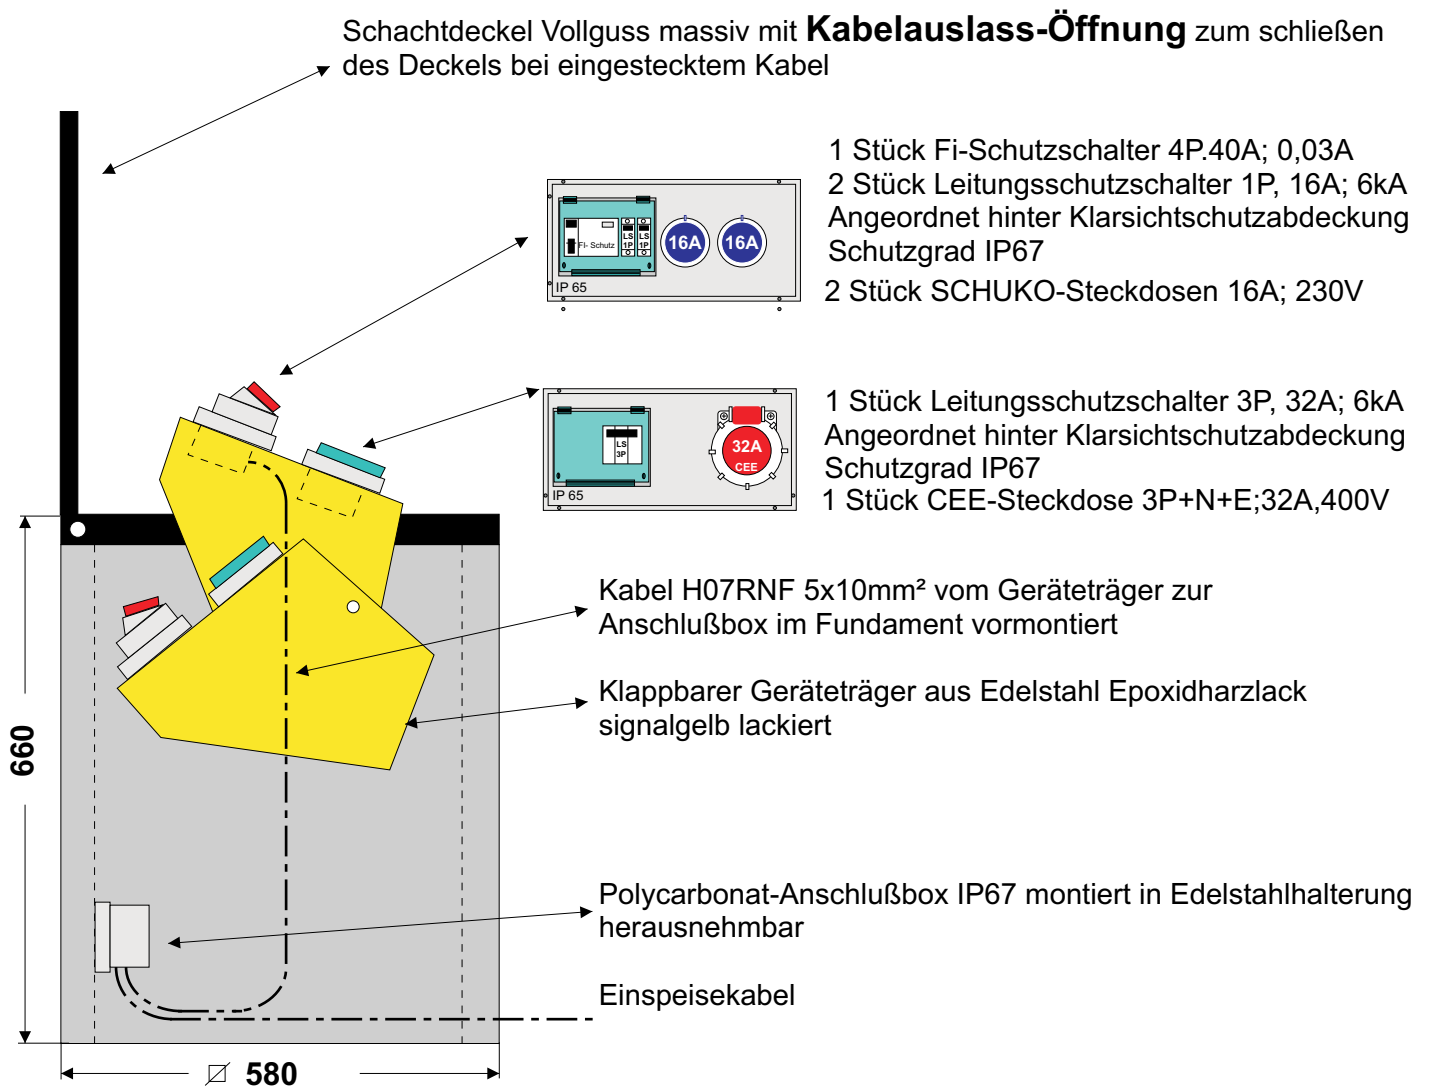 Schachtdeckel Vollguss massiv mit Kabelauslass-Öffnung zum schließen
des Deckels bei eingestecktem Kabel
1 Stück Fi-Schutzschalter 4P.40A; 0,03A
2 Stück Leitungsschutzschalter 1P, 16A; 6kA
Angeordnet hinter Klarsichtschutzabdeckung
Schutzgrad IP67
2 Stück SCHUKO-Steckdosen 16A; 230V
FI- Schutz
LS
1P
LS
1P
16A
16A
IP 65
1 Stück Leitungsschutzschalter 3P, 32A; 6kA
Angeordnet hinter Klarsichtschutzabdeckung
Schutzgrad IP67
1 Stück CEE-Steckdose 3P+N+E;32A,400V
LS
3P
32A
CEE
IP 65
Kabel H07RNF 5x10mm² vom Geräteträger zur
Anschlußbox im Fundament vormontiert
Klappbarer Geräteträger aus Edelstahl Epoxidharzlack
signalgelb lackiert
660
Polycarbonat-Anschlußbox IP67 montiert in Edelstahlhalterung
herausnehmbar
Einspeisekabel
580